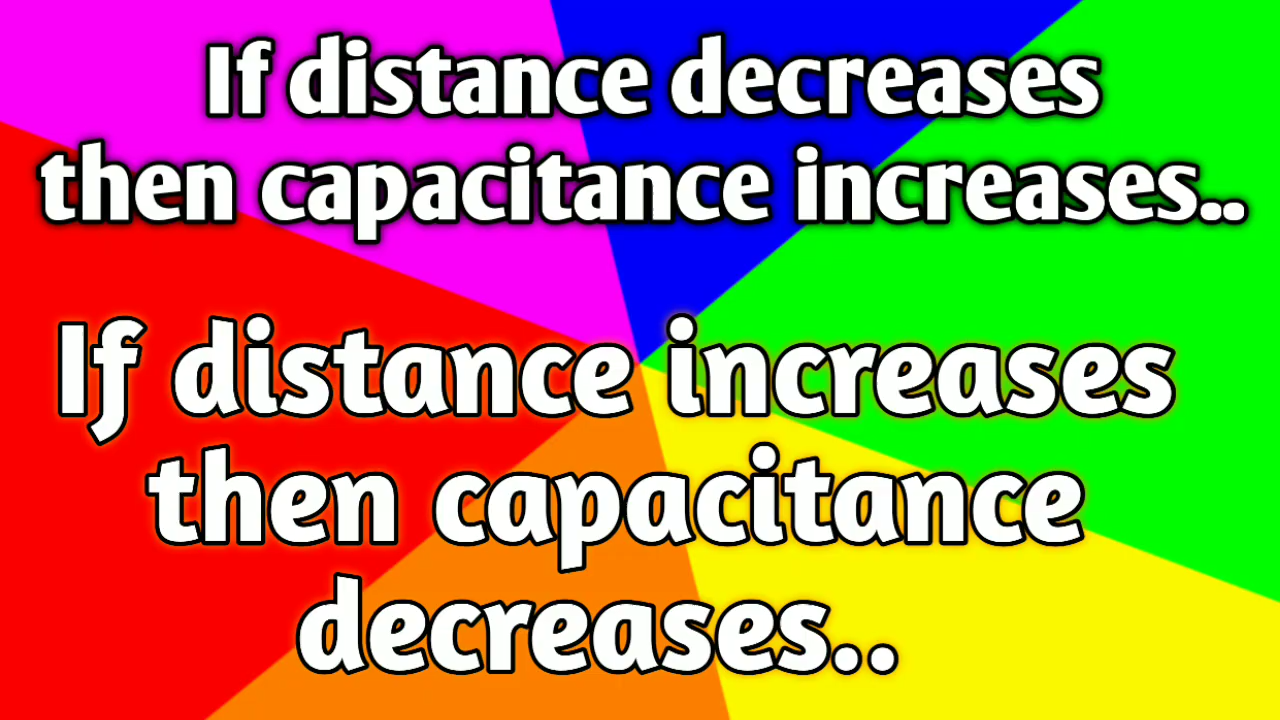 If distance decreases
then capacitance increases..
If distance increases
then capacitance
decreases..